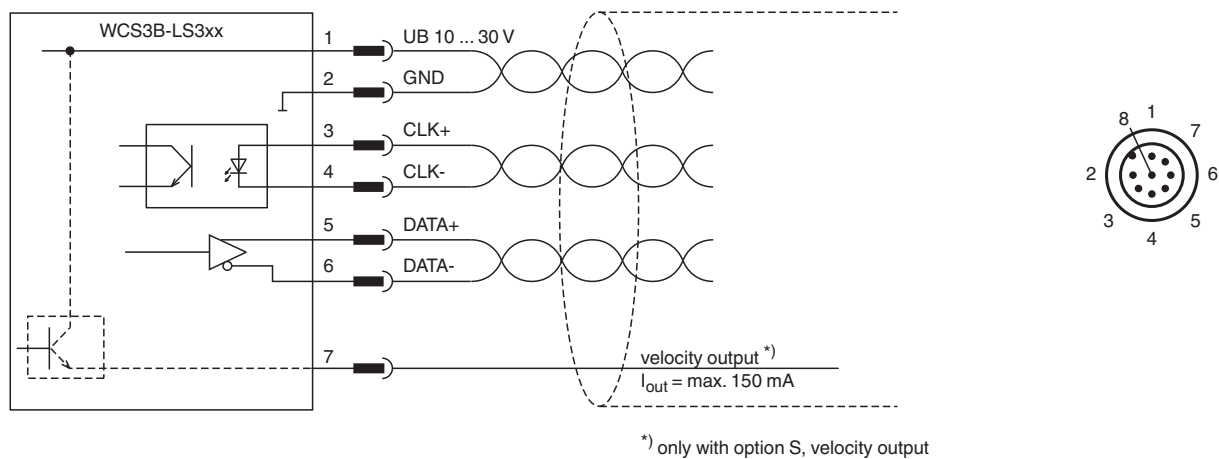 WCS3B-LS3xx
1 UB 10 ... 30 V
2 GND
3 CLK+
4 CLK-
5 DATA+
6 DATA-
7 velocity output *)
I_out = max. 150 mA
*) only with option S, velocity output
8 1 7
2 6
3 5
4